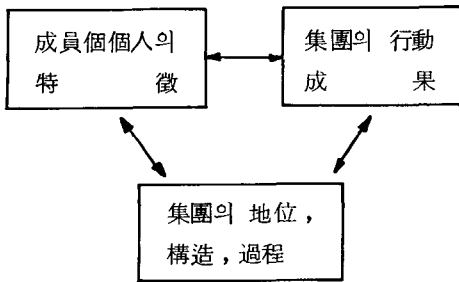 成員個個人의
特 徵
集團의 行動
成 果
集團의 地位,
構造, 過程